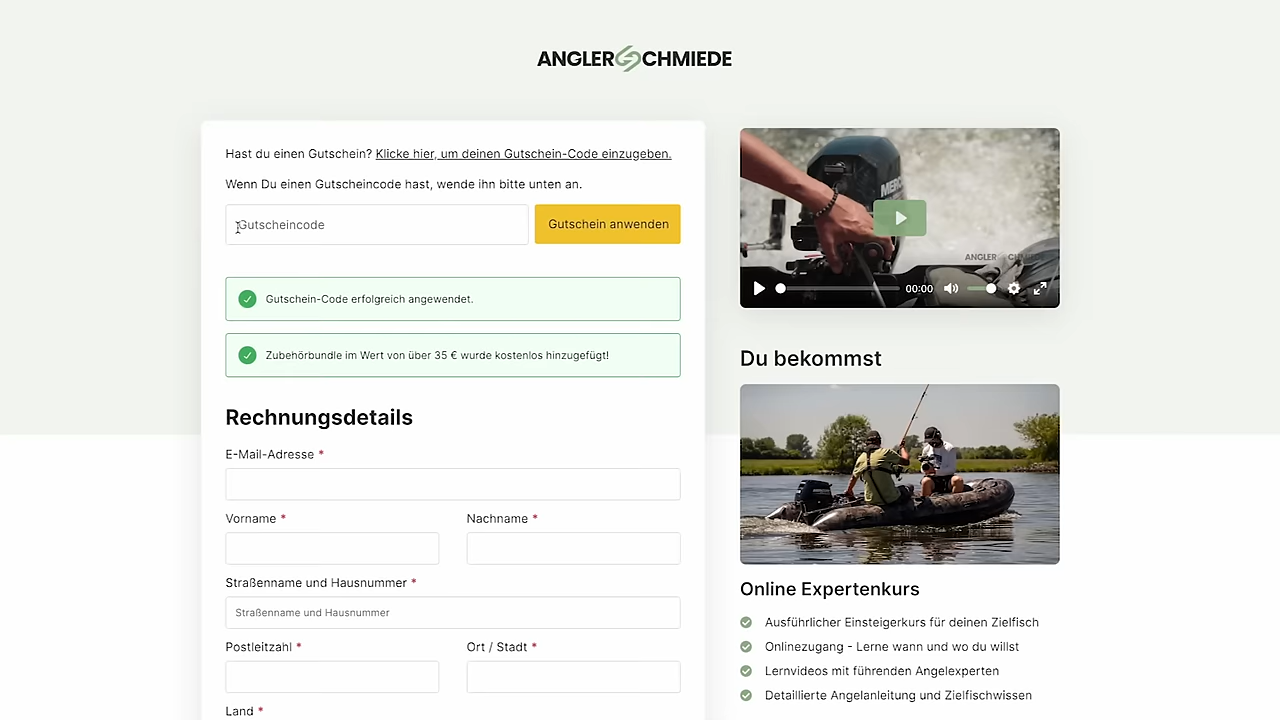 ANGLERSCHMIEDE
Hast du einen Gutschein? Klicke hier, um deinen Gutschein-Code einzugeben.
Wenn Du einen Gutscheincode hast, wende ihn bitte unten an.
Gutscheincode
Gutschein anwenden
Gutschein-Code erfolgreich angewendet.
Zubehörbundle im Wert von über 35 € wurde kostenlos hinzugefügt!
Rechnungsdetails
E-Mail-Adresse *
Vorname *
Nachname *
Straßenname und Hausnummer *
Straßenname und Hausnummer
Postleitzahl *
Ort / Stadt *
Land *
00:00
Du bekommst
Online Expertenkurs
Ausführlicher Einsteigerkurs für deinen Zielfisch
Onlinezugang - Lerne wann und wo du willst
Lernvideos mit führenden Angelexperten
Detaillierte Angelanleitung und Zielfischwissen